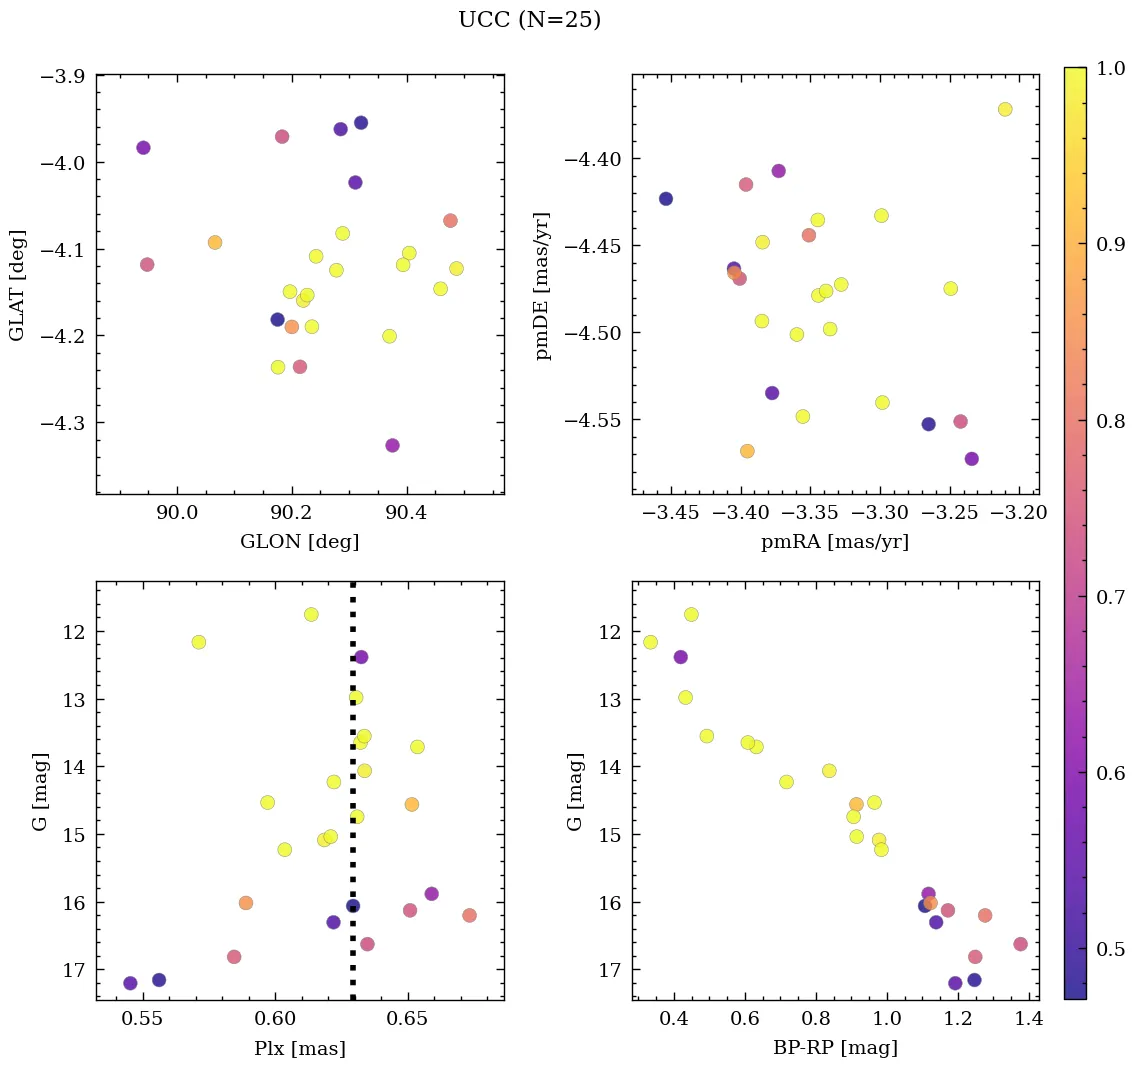 UCC (N=25)
−3.9
−4.0
−4.1
−4.2
−4.3
GLAT [deg]
90.0 90.2 90.4
GLON [deg]
−4.40
−4.45
−4.50
−4.55
pmDE [mas/yr]
−3.45 −3.40 −3.35 −3.30 −3.25 −3.20
pmRA [mas/yr]
12
13
14
15
16
17
G [mag]
0.55 0.60 0.65
Plx [mas]
12
13
14
15
16
17
G [mag]
0.4 0.6 0.8 1.0 1.2 1.4
BP-RP [mag]
1.0
0.9
0.8
0.7
0.6
0.5